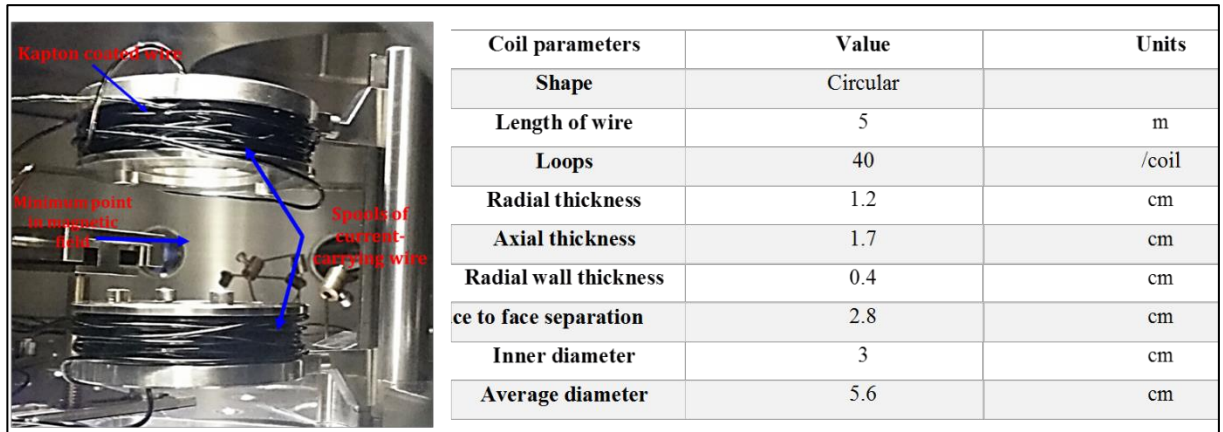 Kapton coated wire
Minimum point
in magnetic
field
Spools of
current-
carrying wire
Coil parameters Value Units
Shape Circular
Length of wire 5 m
Loops 40 /coil
Radial thickness 1.2 cm
Axial thickness 1.7 cm
Radial wall thickness 0.4 cm
ce to face separation 2.8 cm
Inner diameter 3 cm
Average diameter 5.6 cm